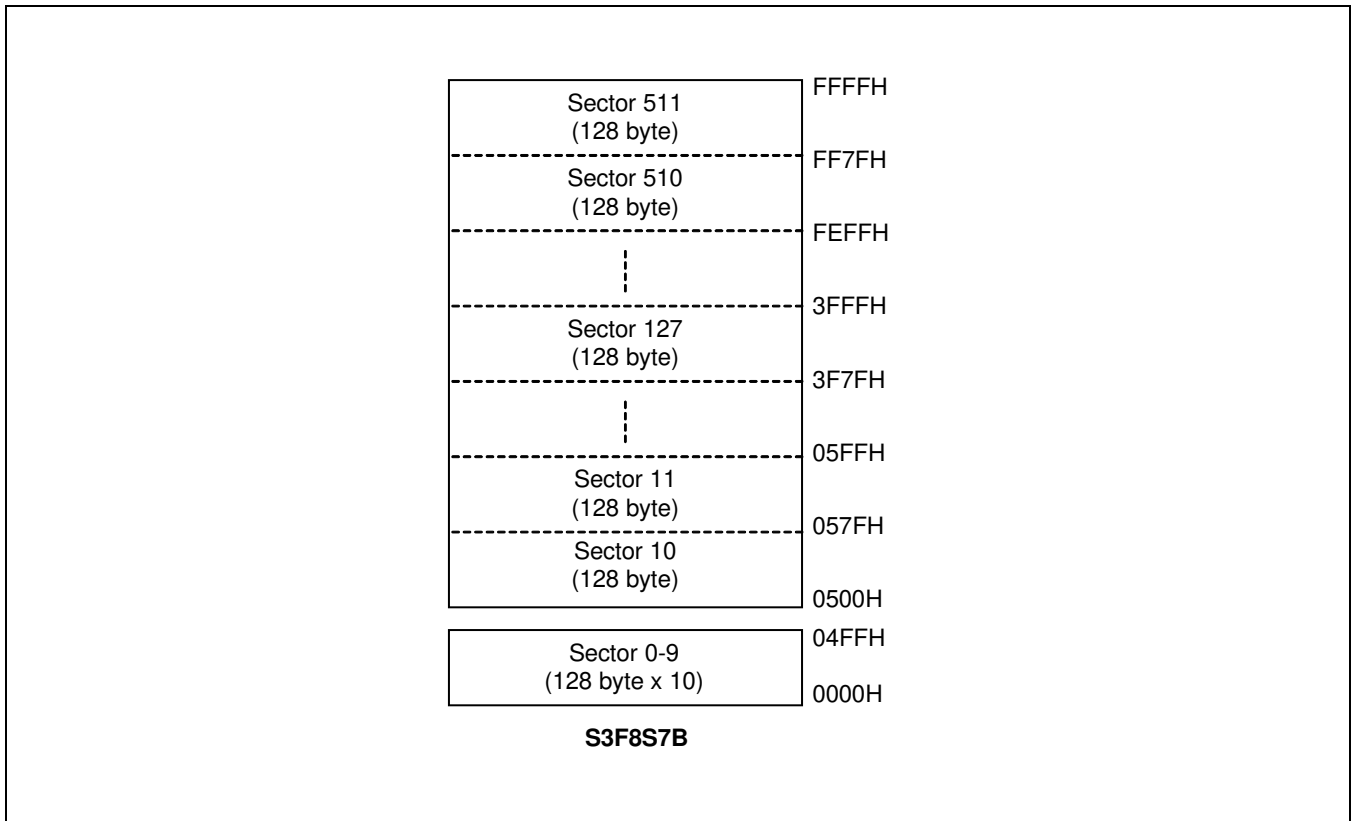 FFFFH
Sector 511
(128 byte)
FF7FH
Sector 510
(128 byte)
FEFFH
3FFFH
Sector 127
(128 byte)
3F7FH
05FFH
Sector 11
(128 byte)
057FH
Sector 10
(128 byte)
0500H
04FFH
Sector 0-9
(128 byte x 10)
0000H
S3F8S7B